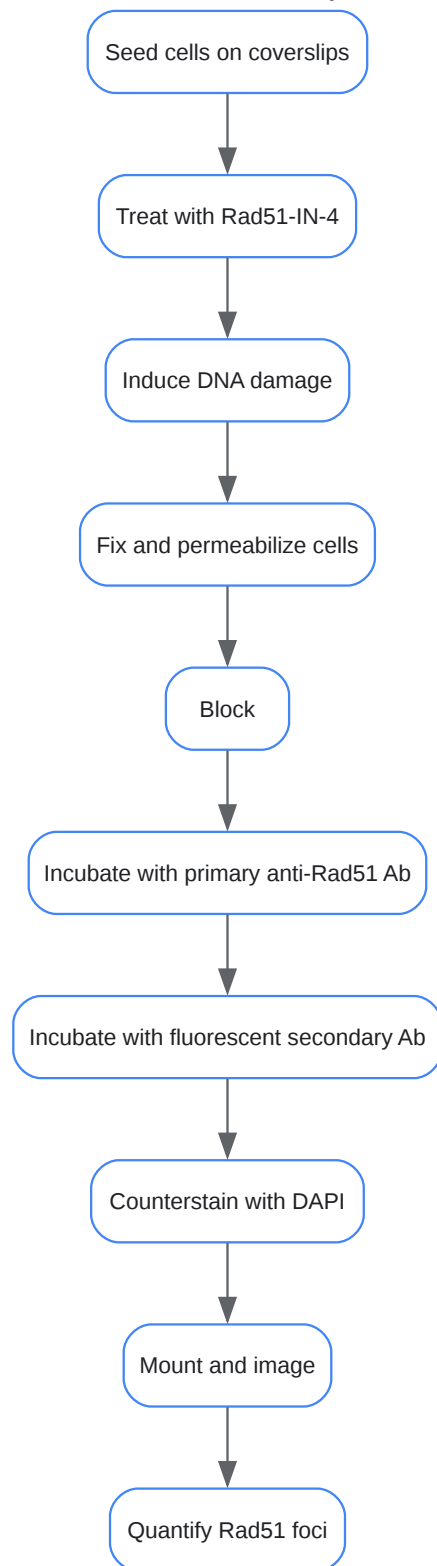 Seed cells on coverslips
Treat with Rad51-IN-4
Induce DNA damage
Fix and permeabilize cells
Block
Incubate with primary anti-Rad51 Ab
Incubate with fluorescent secondary Ab
Counterstain with DAPI
Mount and image
Quantify Rad51 foci